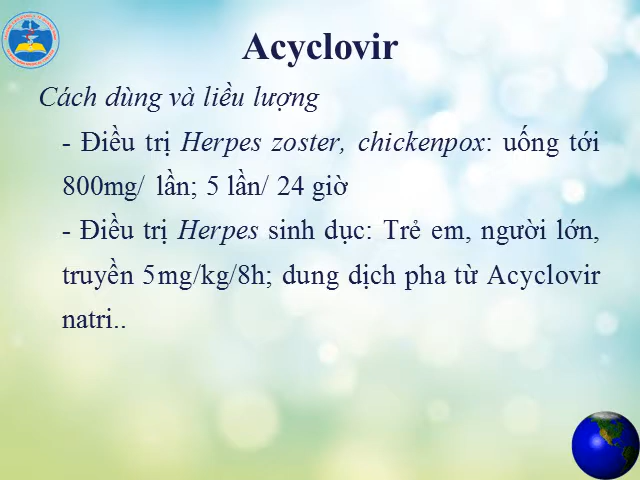 Acyclovir
Cách dùng và liều lượng
- Điều trị Herpes zoster, chickenpox: uống tới
800mg/ lần; 5 lần/ 24 giờ
- Điều trị Herpes sinh dục: Trẻ em, người lớn,
truyền 5mg/kg/8h; dung dịch pha từ Acyclovir
natri..